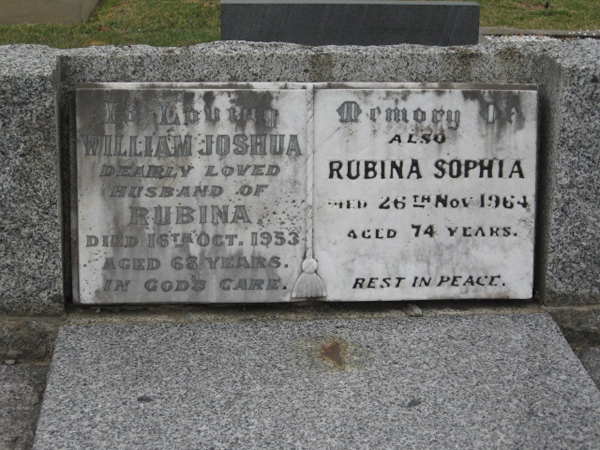 In Loving
WILLIAM JOSHUA
DEARLY LOVED
HUSBAND OF
RUBINA.
DIED 16TH OCT. 1953
AGED 68 YEARS.
IN GOD'S CARE.
Memory Of
ALSO
RUBINA SOPHIA
DIED 26TH NOV 1964
AGED 74 YEARS.
REST IN PEACE.